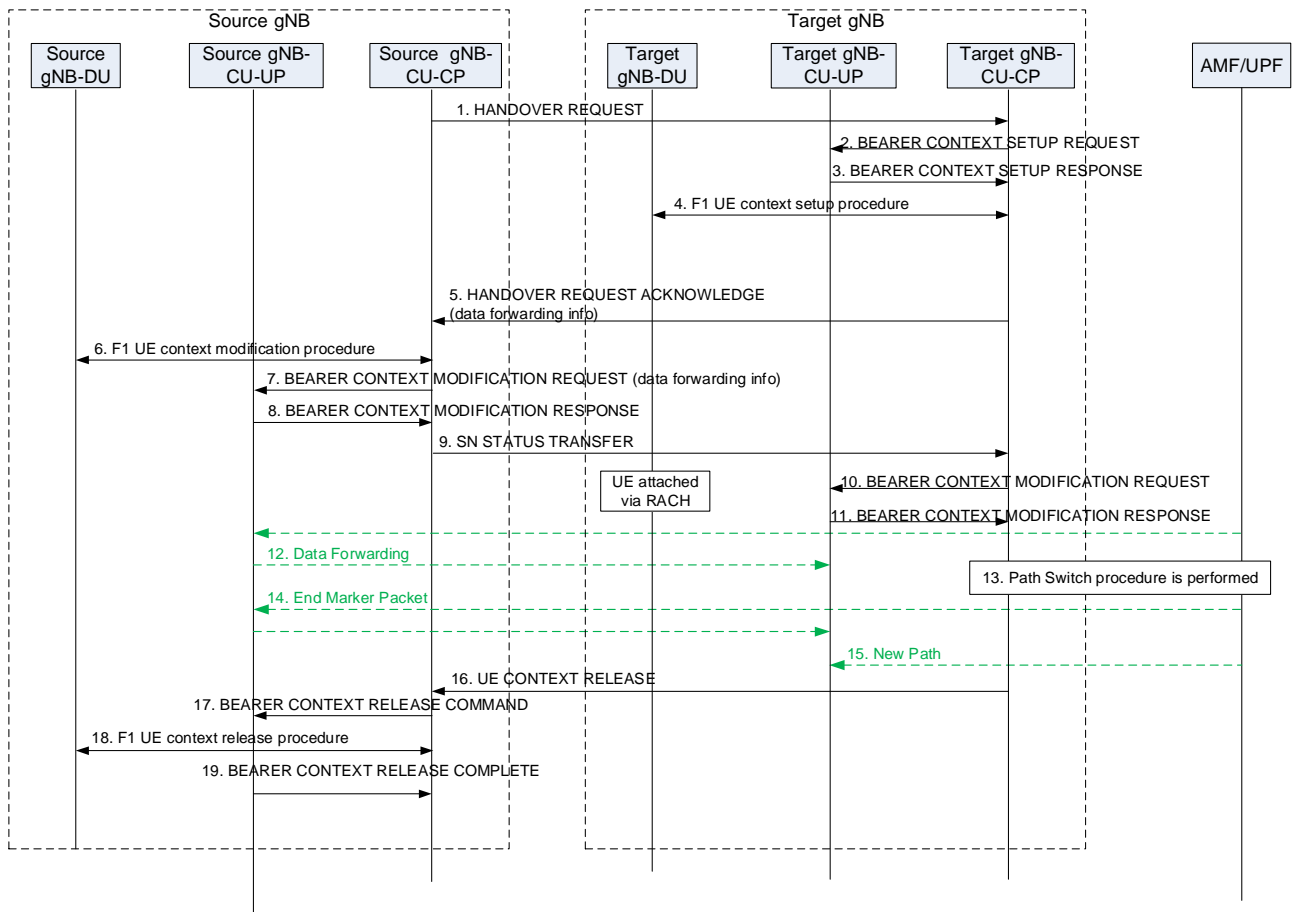 Source gNB
Target gNB
Source
gNB-DU
Source gNB-
CU-UP
Source gNB-
CU-CP
Target
gNB-DU
Target gNB-
CU-UP
Target gNB-
CU-CP
AMF/UPF
1. HANDOVER REQUEST
2. BEARER CONTEXT SETUP REQUEST
3. BEARER CONTEXT SETUP RESPONSE
4. F1 UE context setup procedure
5. HANDOVER REQUEST ACKNOWLEDGE
(data forwarding info)
6. F1 UE context modification procedure
7. BEARER CONTEXT MODIFICATION REQUEST (data forwarding info)
8. BEARER CONTEXT MODIFICATION RESPONSE
9. SN STATUS TRANSFER
UE attached
via RACH
10. BEARER CONTEXT MODIFICATION REQUEST
11. BEARER CONTEXT MODIFICATION RESPONSE
12. Data Forwarding
13. Path Switch procedure is performed
14. End Marker Packet
15. New Path
16. UE CONTEXT RELEASE
17. BEARER CONTEXT RELEASE COMMAND
18. F1 UE context release procedure
19. BEARER CONTEXT RELEASE COMPLETE